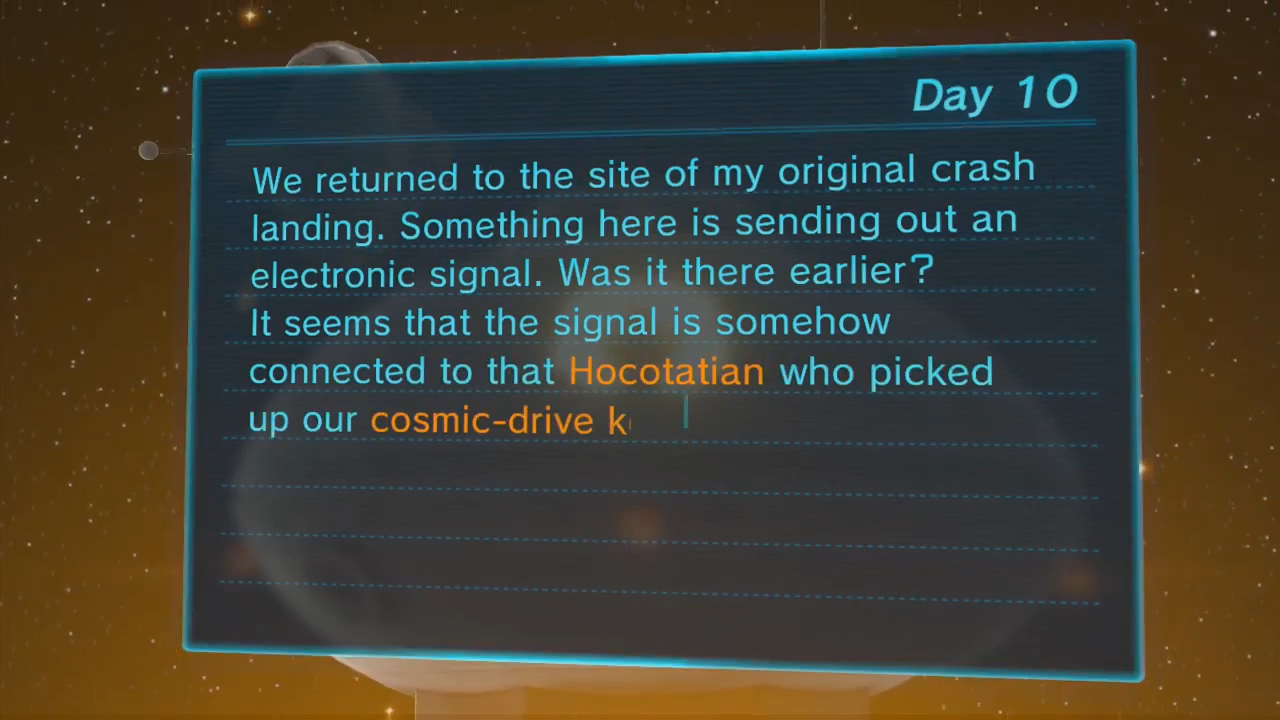 Day 10
We returned to the site of my original crash
landing. Something here is sending out an
electronic signal. Was it there earlier?
It seems that the signal is somehow
connected to that Hocotatian who picked
up our cosmic-drive k